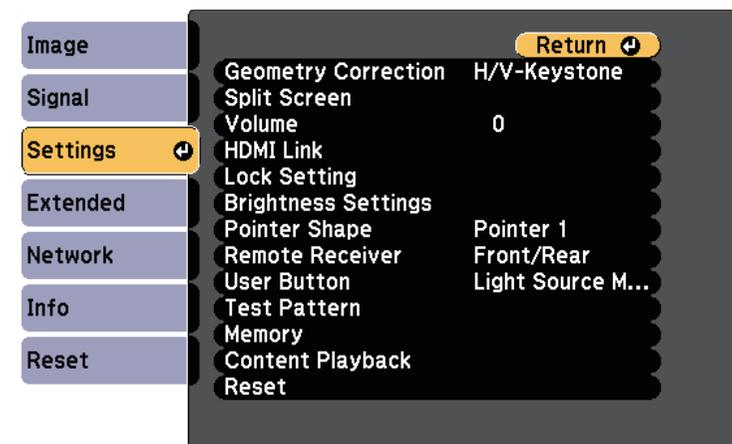 Image
Signal
Settings
Extended
Network
Info
Reset
Return
Geometry Correction H/V-Keystone
Split Screen
Volume 0
HDMI Link
Lock Setting
Brightness Settings
Pointer Shape Pointer 1
Remote Receiver Front/Rear
User Button Light Source M...
Test Pattern
Memory
Content Playback
Reset